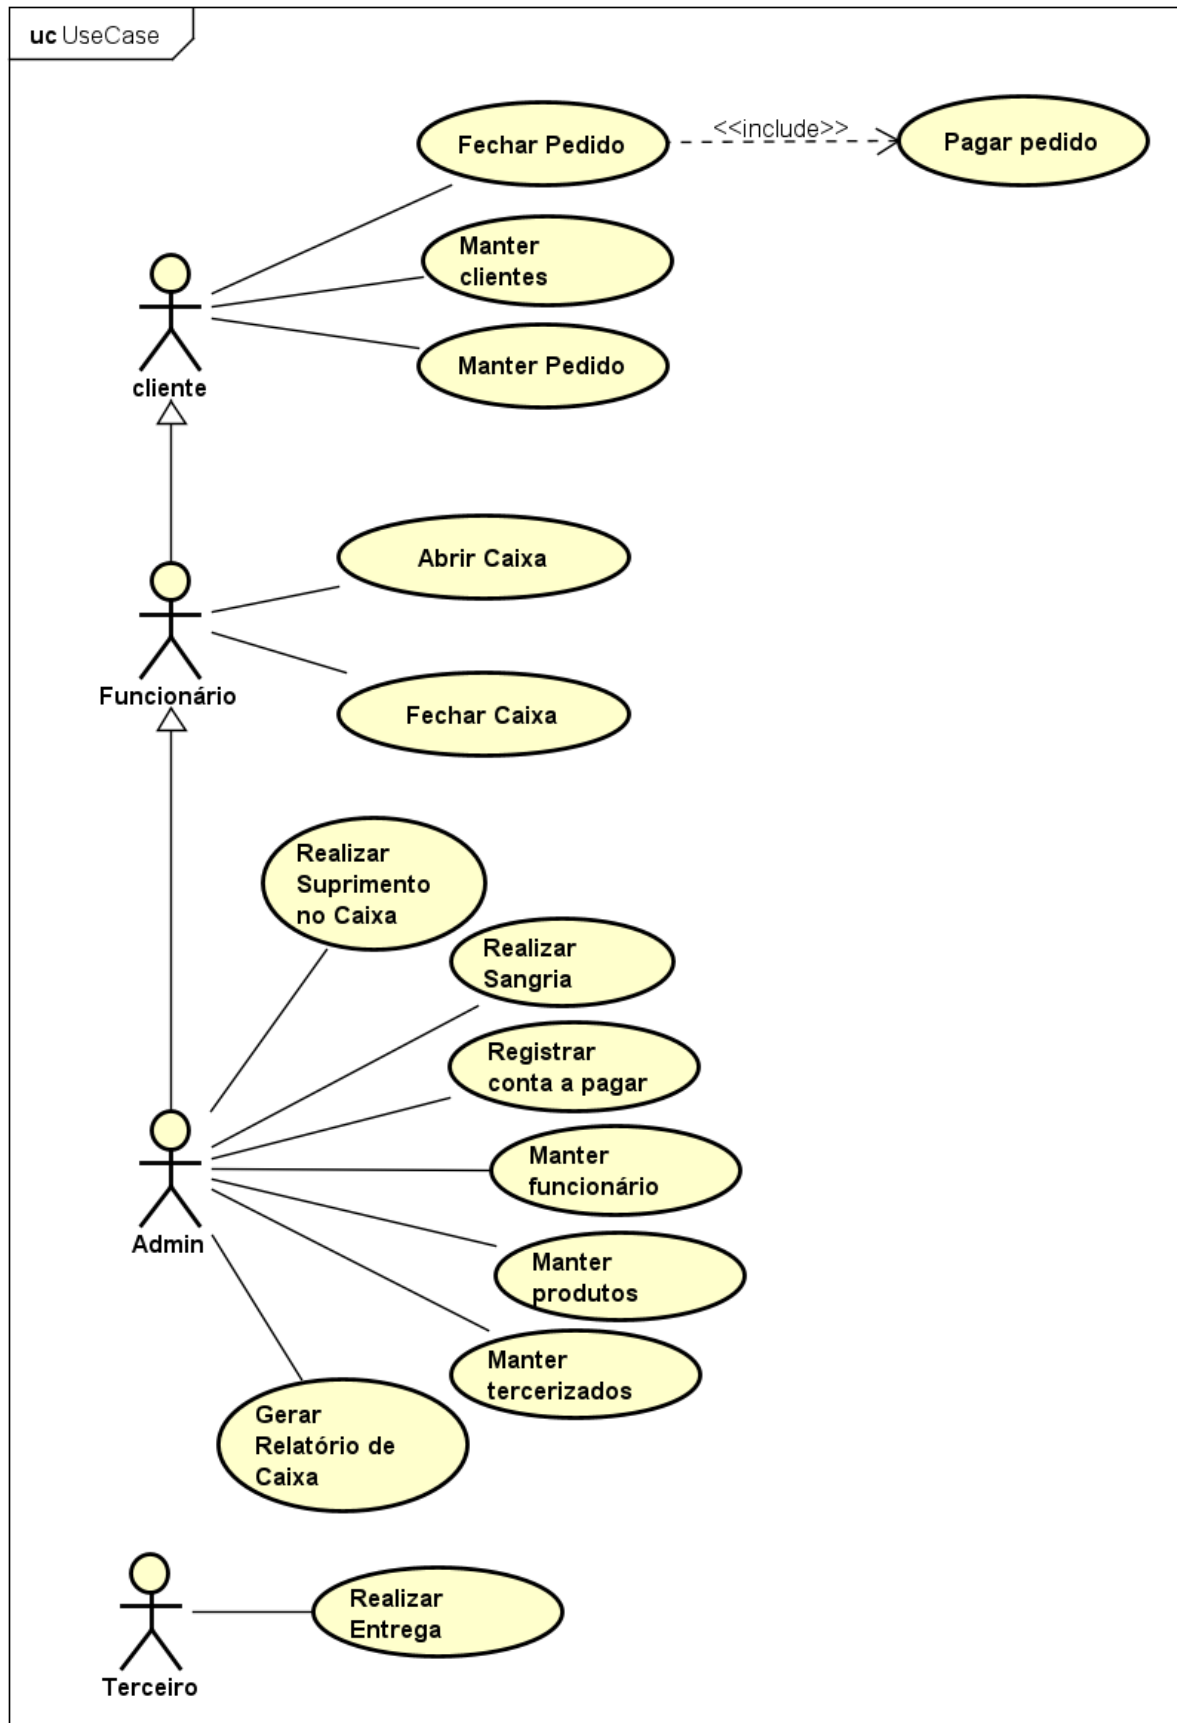 uc UseCase
Fechar Pedido
<<include>>
Pagar pedido
Manter
clientes
Manter Pedido
cliente
Abrir Caixa
Funcionário
Fechar Caixa
Realizar
Suprimento
no Caixa
Realizar
Sangria
Registrar
conta a pagar
Manter
funcionário
Admin
Manter
produtos
Manter
tercerizados
Gerar
Relatório de
Caixa
Realizar
Entrega
Terceiro